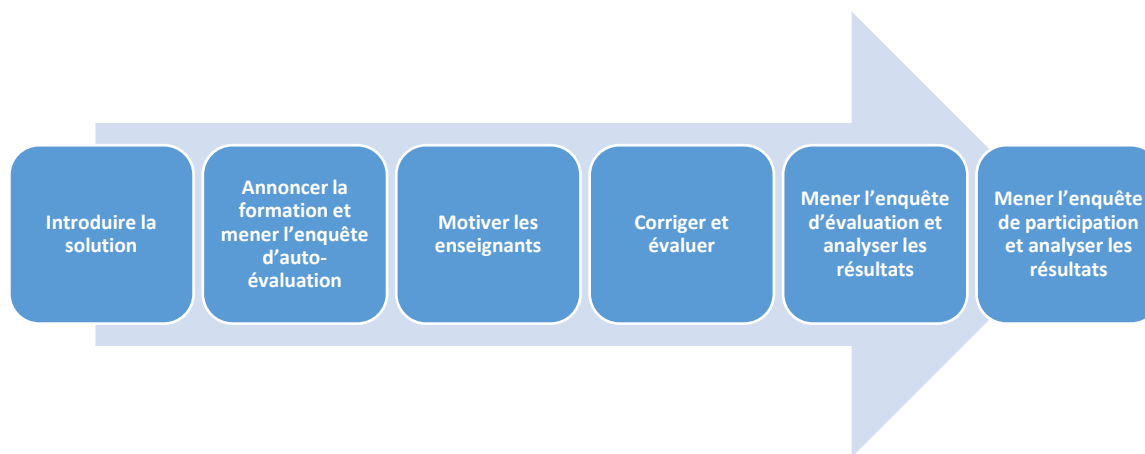 Introduire la
solution
Annoncer la
formation et
mener l’enquête
d’auto-
évaluation
Motiver les
enseignants
Corriger et
évaluer
Mener l’enquête
d’évaluation et
analyser les
résultats
Mener l’enquête
de participation
et analyser les
résultats